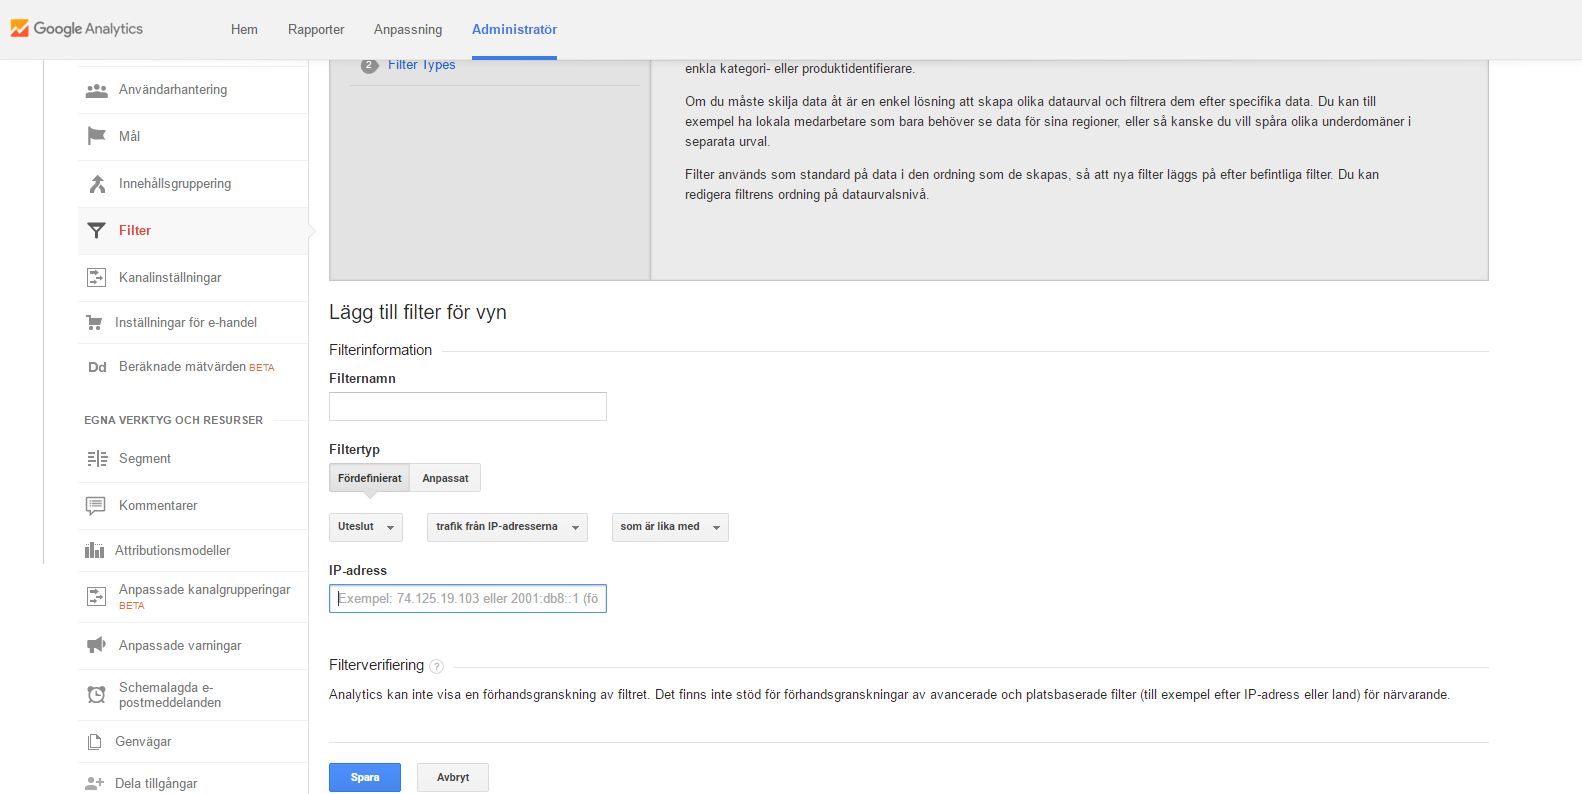 Google Analytics
Hem
Rapporter
Anpassning
Administratör
2 Filter Types
enkla kategori- eller produktidentifierare.
Om du måste skilja data åt är en enkel lösning att skapa olika dataurval och filtrera dem efter specifika data. Du kan till
exempel ha lokala medarbetare som bara behöver se data för sina regioner, eller så kanske du vill spåra olika underdomäner i
separata urval.
Filter används som standard på data i den ordning som de skapas, så att nya filter läggs på efter befintliga filter. Du kan
redigera filtrens ordning på dataurvalsnivå.
Användarhantering
Mål
Innehållsgruppering
Filter
Kanalinställningar
Inställningar för e-handel
Dd Beräknade mätvärden BETA
EGNA VERKTYG OCH RESURSER
Segment
Kommentarer
Attributionsmodeller
Anpassade kanalgrupperingar
BETA
Anpassade varningar
Schemalagda e-
postmeddelanden
Genvägar
Dela tillgångar
Lägg till filter för vyn
Filterinformation
Filternamn
Filtertyp
Fördefinierat
Anpassat
Uteslut
trafik från IP-adresserna
som är lika med
IP-adress
Exempel: 74.125.19.103 eller 2001:db8::1 (fö
Filterverifiering ?
Analytics kan inte visa en förhandsgranskning av filtret. Det finns inte stöd för förhandsgranskningar av avancerade och platsbaserade filter (till exempel efter IP-adress eller land) för närvarande.
Spara
Avbryt